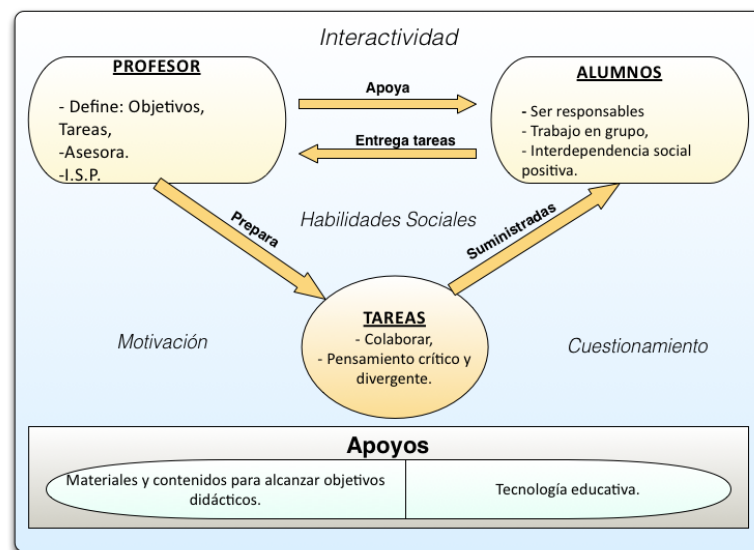 Interactividad
PROFESOR
- Define: Objetivos,
Tareas,
-Asesora.
-I.S.P.
Apoya
Entrega tareas
ALUMNOS
- Ser responsables
- Trabajo en grupo,
- Interdependencia social
positiva.
Prepara
Habilidades Sociales
Suministradas
Motivación
TAREAS
- Colaborar,
- Pensamiento crítico y
divergente.
Cuestionamiento
Apoyos
Materiales y contenidos para alcanzar objetivos
didácticos.
Tecnología educativa.